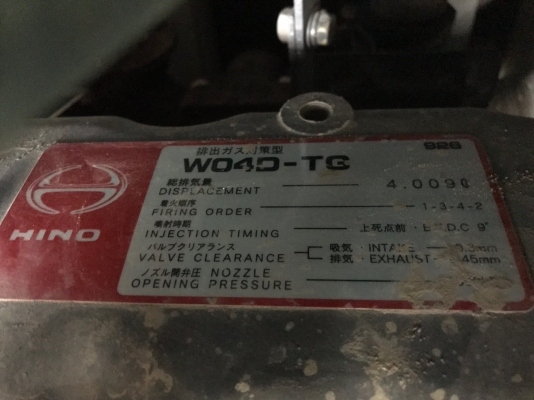 排出ガス対策型 926
W04D-TG
総排気量
DISPLACEMENT 4.009ℓ
着火順序
FIRING ORDER 1-3-4-2
噴射時期
INJECTION TIMING 上死点前・B.T.D.C 9°
バルブクリアランス
VALVE CLEARANCE
吸気・INTAKE 0.3mm
排気・EXHAUST 45mm
ノズル開弁圧 NOZZLE
OPENING PRESSURE
HINO